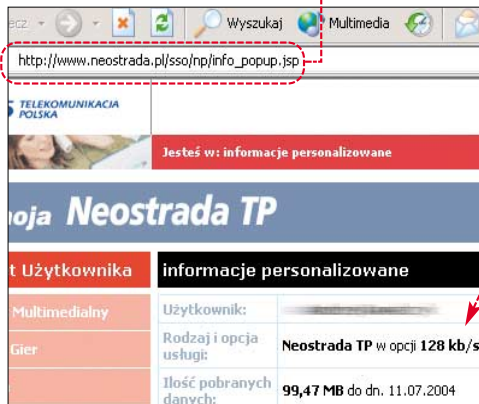 ecz Wyszukaj Multimedia
http://www.neostrada.pl/sso/np/info_popup.jsp
TELEKOMUNIKACJA
POLSKA
Jesteś w: informacje personalizowane
moja Neostrada TP
t Użytkownika
informacje personalizowane
Multimedialny
Użytkownik:
Gier
Rodzaj i opcja
usługi:
Neostrada TP w opcji 128 kb/s
Ilość pobranych
danych:
99,47 MB do dn. 11.07.2004